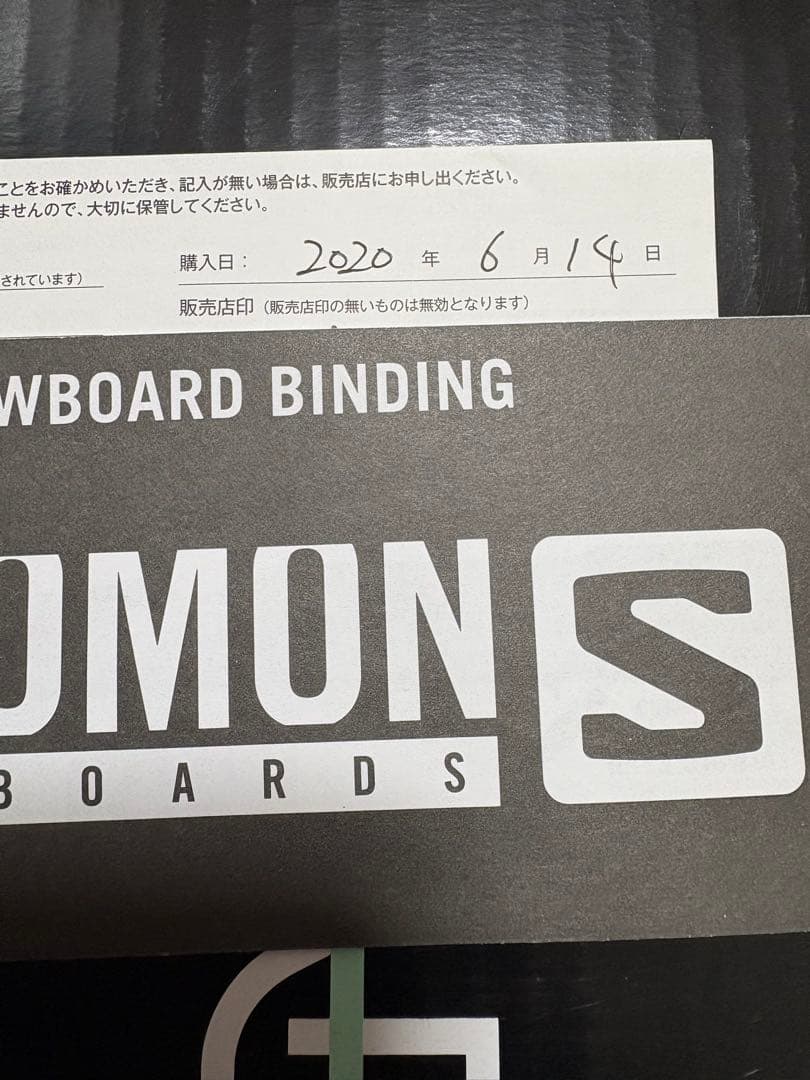 ことをお確かめいただき、記入が無い場合は、販売店にお申し出ください。
ませんので、大切に保管してください。
されています)
購入日: 2020 年 6 月 14 日
販売店印 (販売店印の無いものは無効となります)
WBOARD BINDING
OMON S
BOARDS